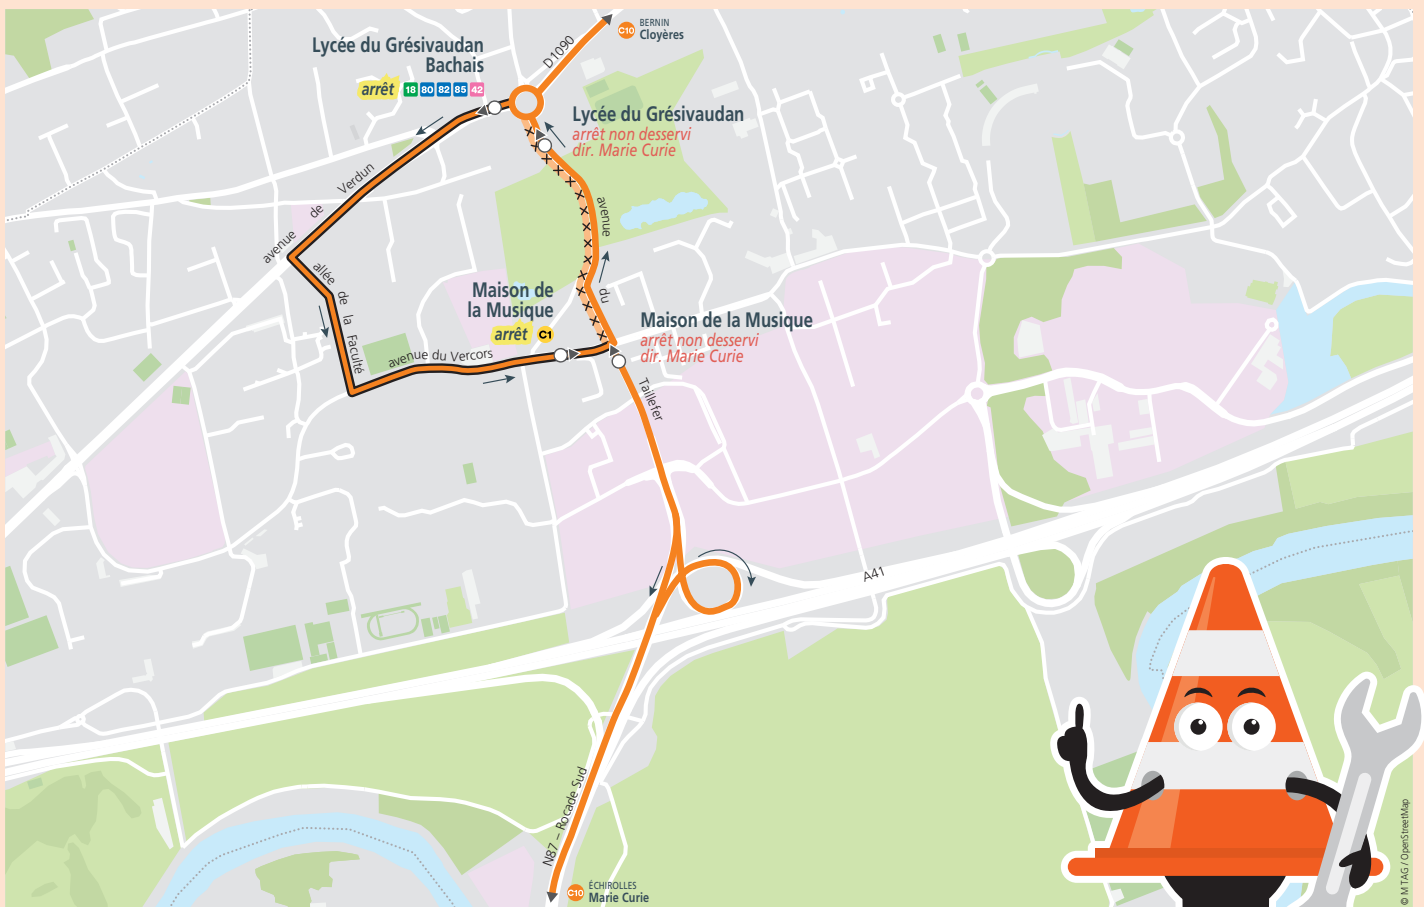 C10
BERNIN
Cloyères
D1090
Lycée du Grésivaudan
Bachais
arrêt 18 80 82 85 42
Lycée du Grésivaudan
arrêt non desservi
dir. Marie Curie
avenue de Verdun
avenue du Taillefer
allée de la Faculté
Maison de
la Musique
arrêt C1
Maison de la Musique
arrêt non desservi
dir. Marie Curie
avenue du Vercors
A41
N87 – Rocade Sud
C10
ÉCHIROLLES
Marie Curie
© M TAG / OpenStreetMap